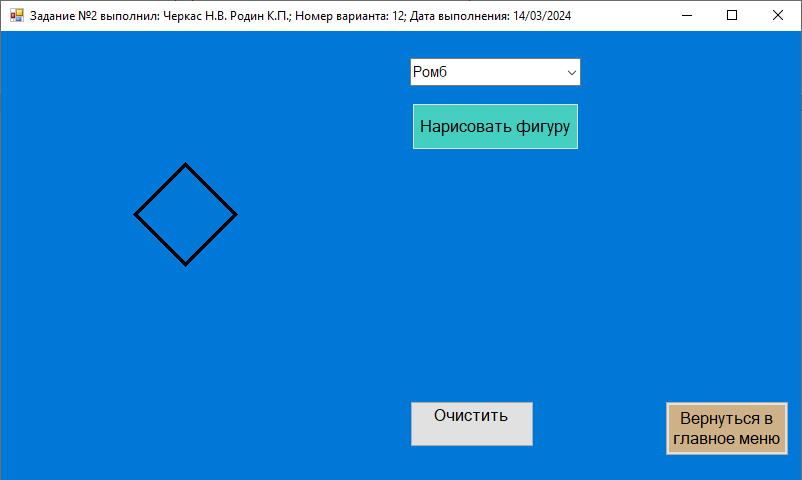 Задание №2 выполнил: Черкас Н.В. Родин К.П.; Номер варианта: 12; Дата выполнения: 14/03/2024
Ромб
Нарисовать фигуру
Очистить
Вернуться в
главное меню